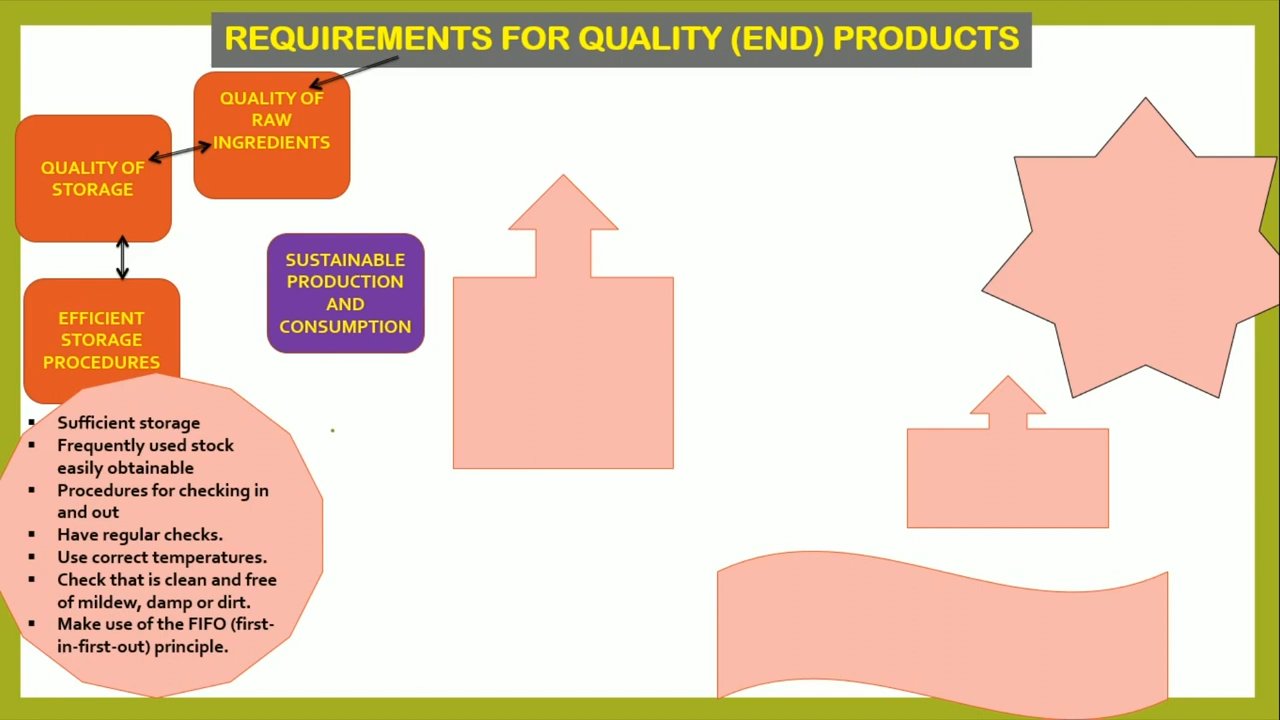 REQUIREMENTS FOR QUALITY (END) PRODUCTS
QUALITY OF
RAW
INGREDIENTS
QUALITY OF
STORAGE
EFFICIENT
STORAGE
PROCEDURES
SUSTAINABLE
PRODUCTION
AND
CONSUMPTION
▪ Sufficient storage
▪ Frequently used stock
easily obtainable
▪ Procedures for checking in
and out
▪ Have regular checks.
▪ Use correct temperatures.
▪ Check that is clean and free
of mildew, damp or dirt.
▪ Make use of the FIFO (first-
in-first-out) principle.